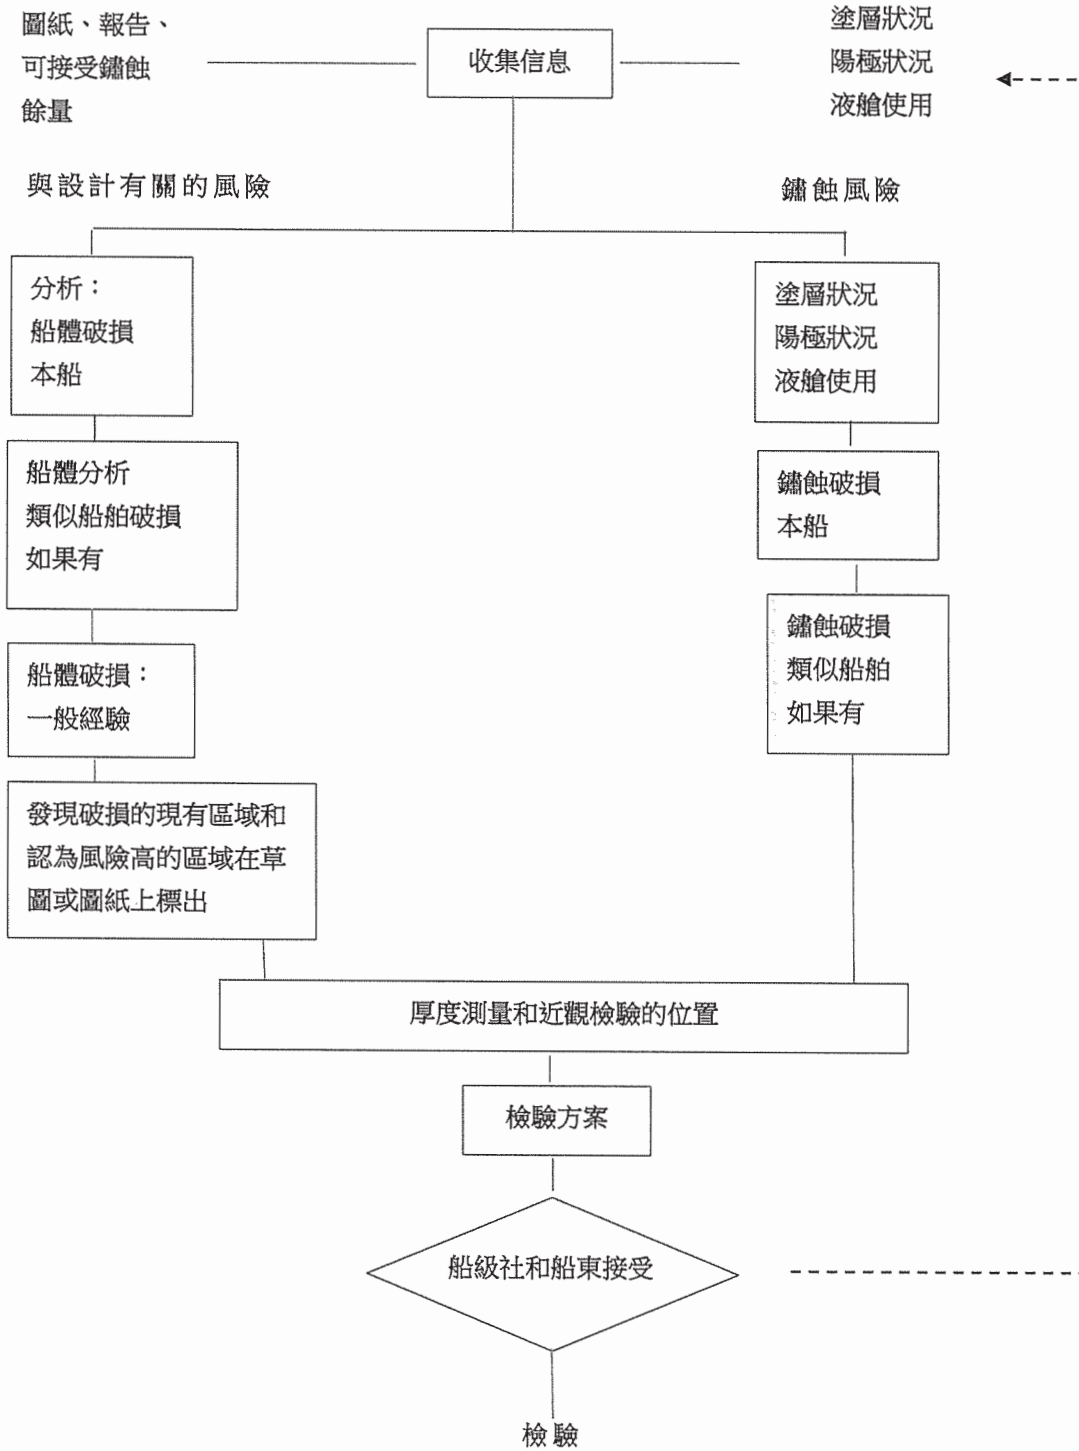 圖紙、報告、
可接受鏽蝕
餘量
收集信息
塗層狀況
陽極狀況
液艙使用
與設計有關的風險
鏽蝕風險
分析：
船體破損
本船
船體分析
類似船舶破損
如果有
船體破損：
一般經驗
發現破損的現有區域和
認為風險高的區域在草
圖或圖紙上標出
塗層狀況
陽極狀況
液艙使用
鏽蝕破損
本船
鏽蝕破損
類似船舶
如果有
厚度測量和近觀檢驗的位置
檢驗方案
船級社和船東接受
檢驗